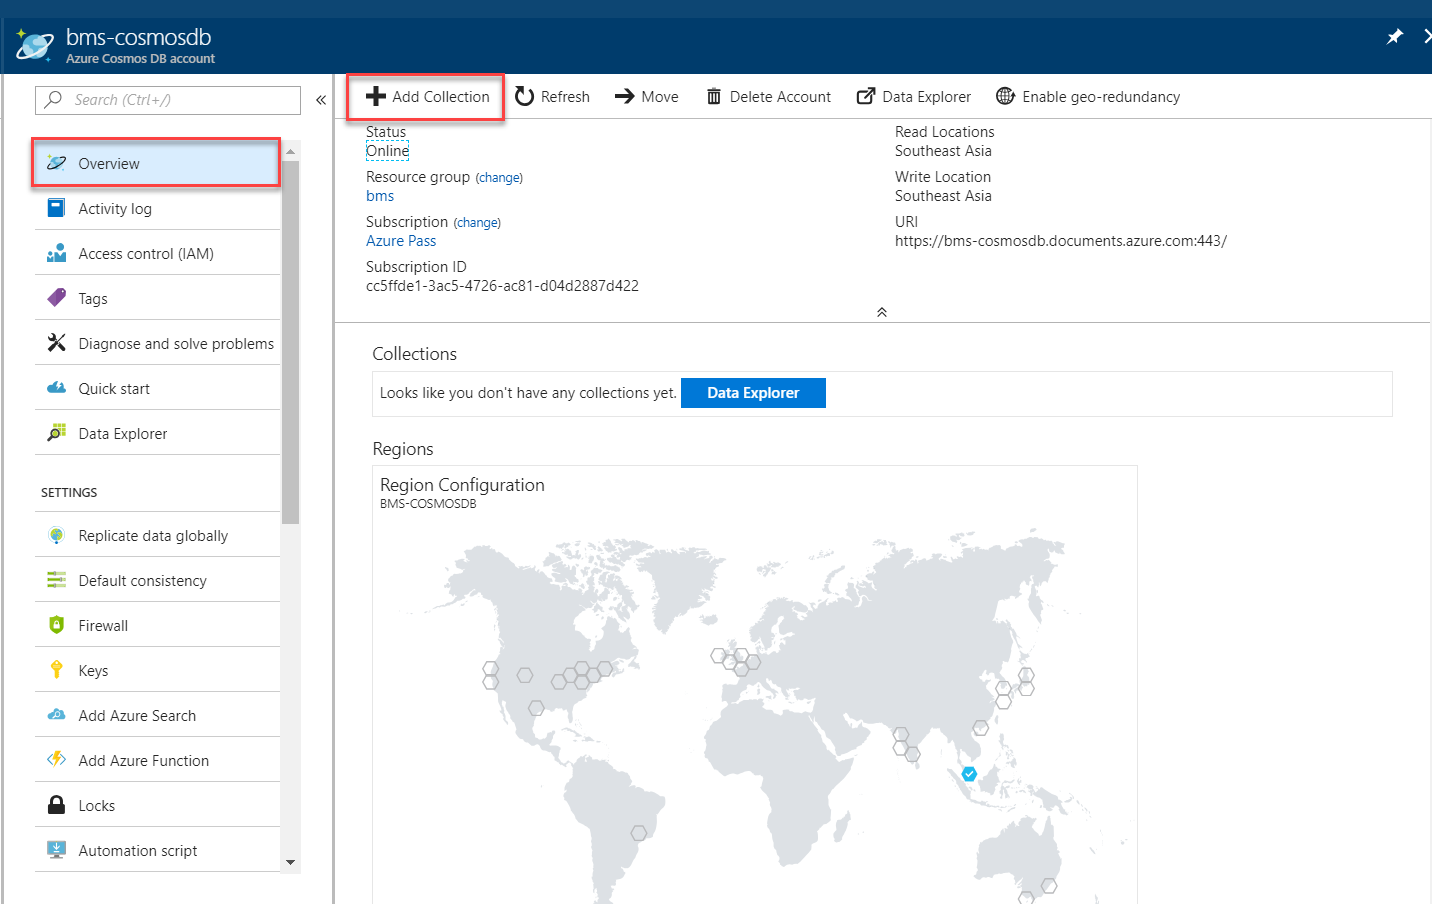 bms-cosmosdb
Azure Cosmos DB account
Search (Ctrl+/)
Overview
Activity log
Access control (IAM)
Tags
Diagnose and solve problems
Quick start
Data Explorer
SETTINGS
Replicate data globally
Default consistency
Firewall
Keys
Add Azure Search
Add Azure Function
Locks
Automation script
Add Collection
Refresh
Move
Delete Account
Data Explorer
Enable geo-redundancy
Status
Online
Resource group (change)
bms
Subscription (change)
Azure Pass
Subscription ID
cc5ffde1-3ac5-4726-ac81-d04d2887d422
Read Locations
Southeast Asia
Write Location
Southeast Asia
URI
https://bms-cosmosdb.documents.azure.com:443/
Collections
Looks like you don't have any collections yet. Data Explorer
Regions
Region Configuration
BMS-COSMOSDB